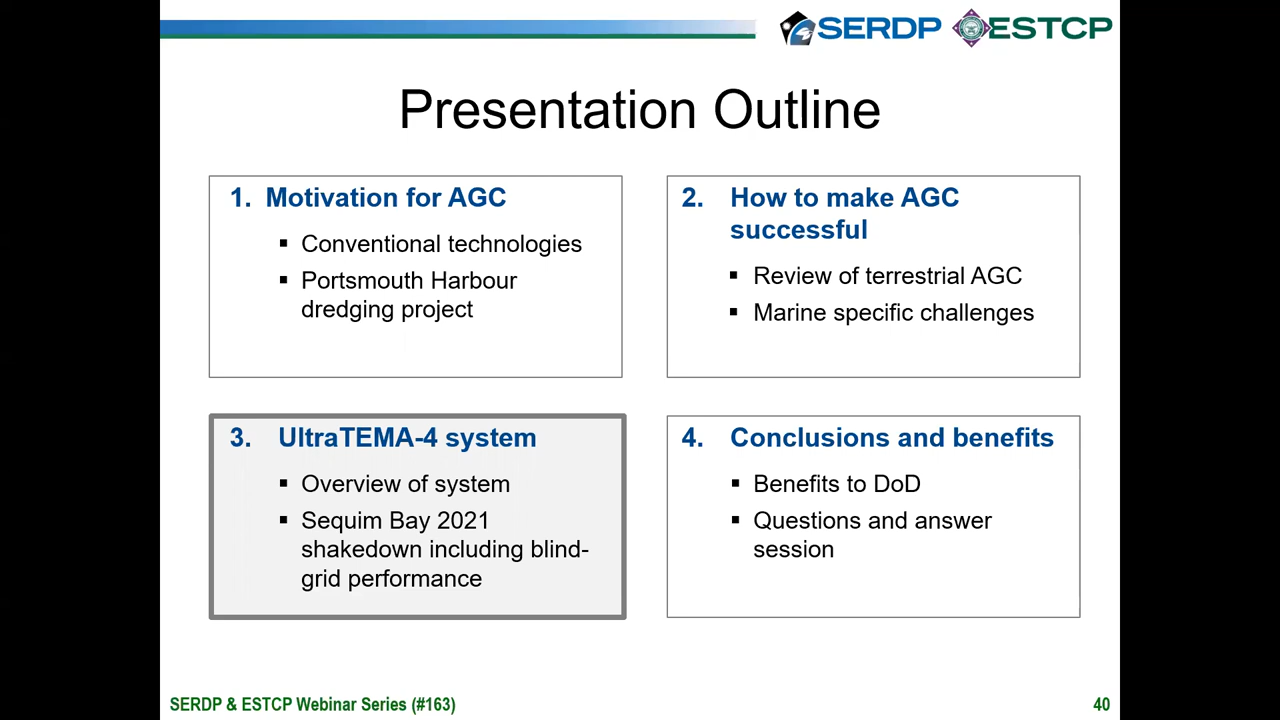 SERDP ESTCP
Presentation Outline
1. Motivation for AGC
▪ Conventional technologies
▪ Portsmouth Harbour
dredging project
2. How to make AGC
successful
▪ Review of terrestrial AGC
▪ Marine specific challenges
3. UltraTEMA-4 system
▪ Overview of system
▪ Sequim Bay 2021
shakedown including blind-
grid performance
4. Conclusions and benefits
▪ Benefits to DoD
▪ Questions and answer
session
SERDP & ESTCP Webinar Series (#163)
40